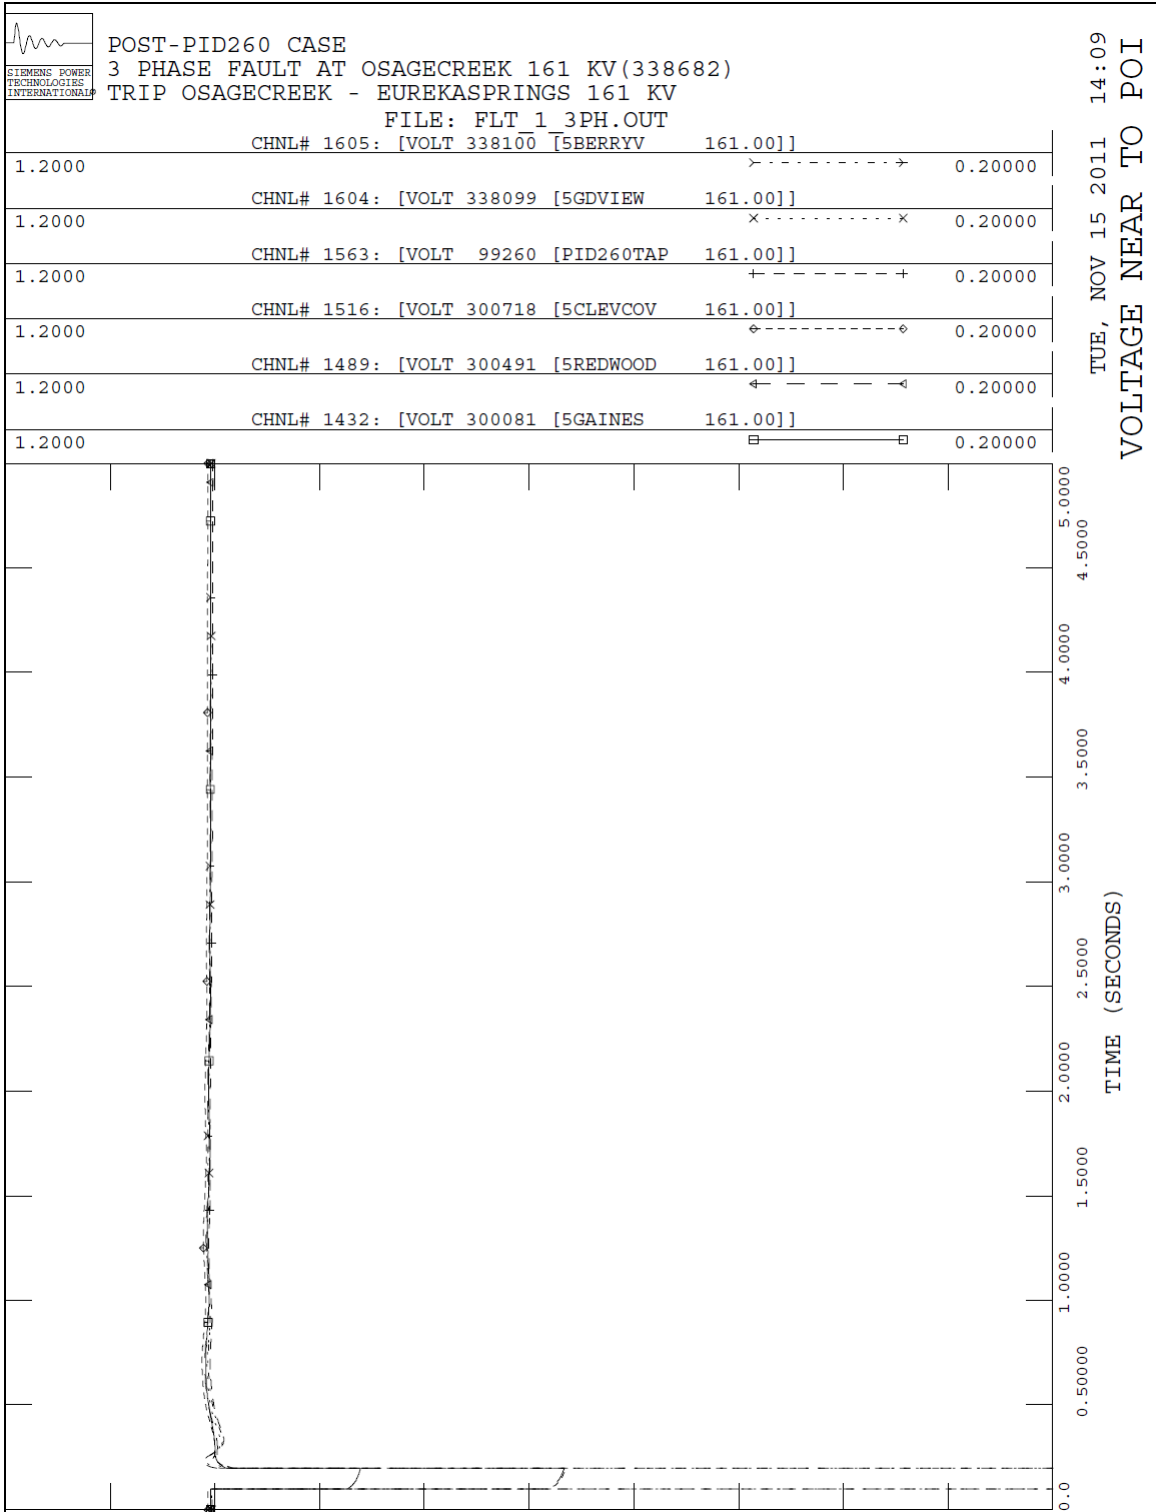 SIEMENS POWER
TECHNOLOGIES
INTERNATIONAL®
POST-PID260 CASE
3 PHASE FAULT AT OSAGECREEK 161 KV(338682)
TRIP OSAGECREEK - EUREKASPRINGS 161 KV
FILE: FLT_1_3PH.OUT
CHNL# 1605: [VOLT 338100 [5BERRYV 161.00]]
1.2000 0.20000
CHNL# 1604: [VOLT 338099 [5GDVIEW 161.00]]
1.2000 0.20000
CHNL# 1563: [VOLT 99260 [PID260TAP 161.00]]
1.2000 0.20000
CHNL# 1516: [VOLT 300718 [5CLEVCOV 161.00]]
1.2000 0.20000
CHNL# 1489: [VOLT 300491 [5REDWOOD 161.00]]
1.2000 0.20000
CHNL# 1432: [VOLT 300081 [5GAINES 161.00]]
1.2000 0.20000
TUE, NOV 15 2011 14:09
VOLTAGE NEAR TO POI
5.0000
4.5000
4.0000
3.5000
3.0000
2.5000
2.0000
1.5000
1.0000
0.50000
0.0
TIME (SECONDS)